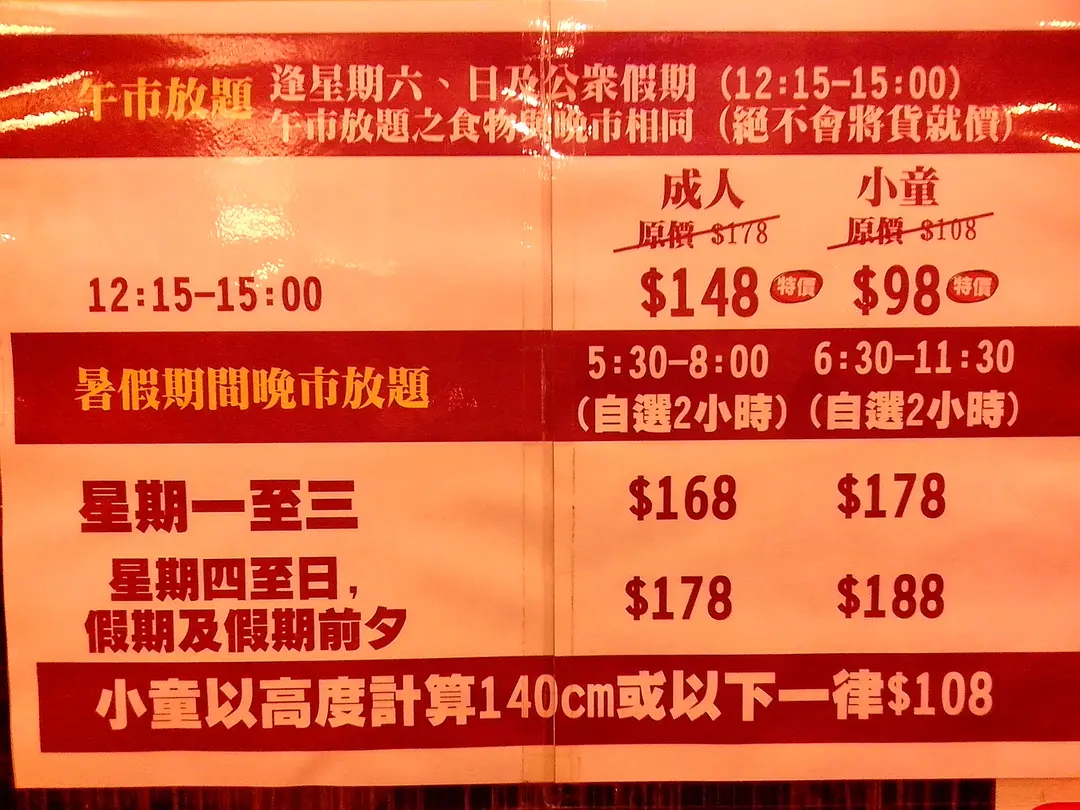 午市放題 逢星期六、日及公衆假期 (12:15-15:00)
午市放題之食物與晚市相同 (絕不會將貨就價)
成人 小童
原價 $178 原價 $108
12:15-15:00 $148 特價 $98 特價
暑假期間晚市放題 5:30-8:00 6:30-11:30
(自選2小時) (自選2小時)
星期一至三 $168 $178
星期四至日,
假期及假期前夕 $178 $188
小童以高度計算140cm或以下一律$108